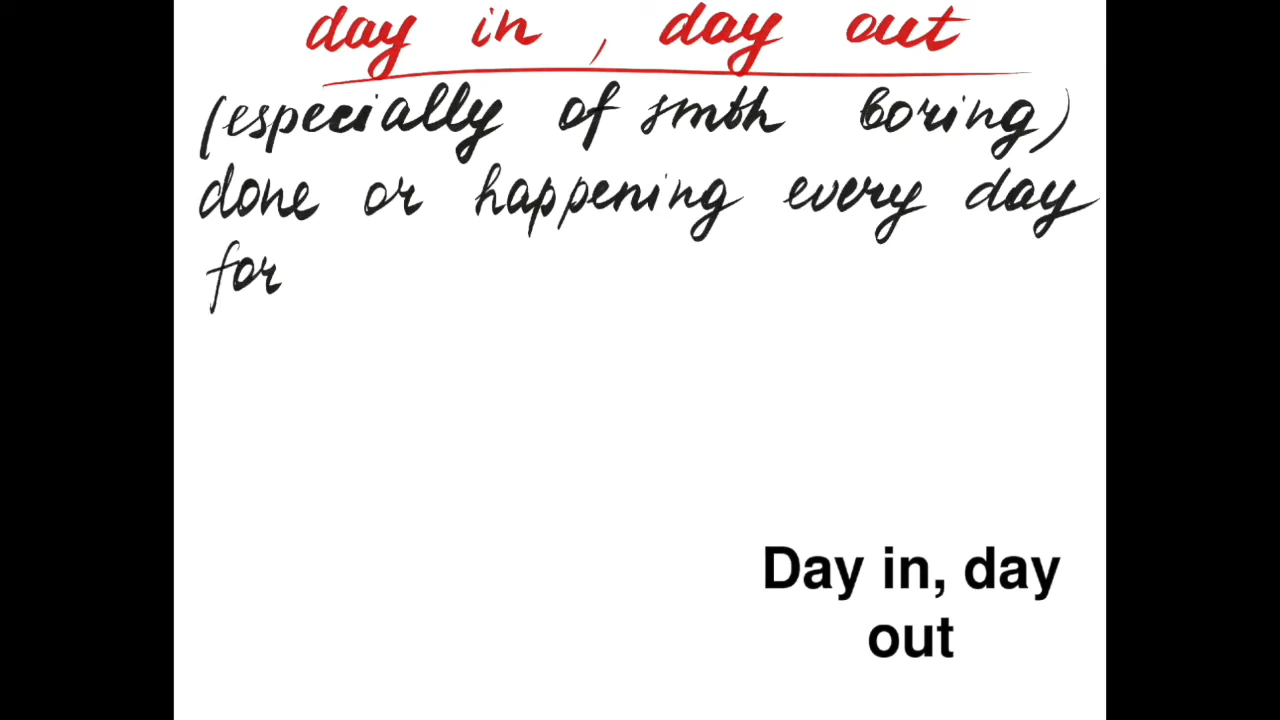 day in, day out
(especially of smth boring)
done or happening every day
for
Day in, day
out